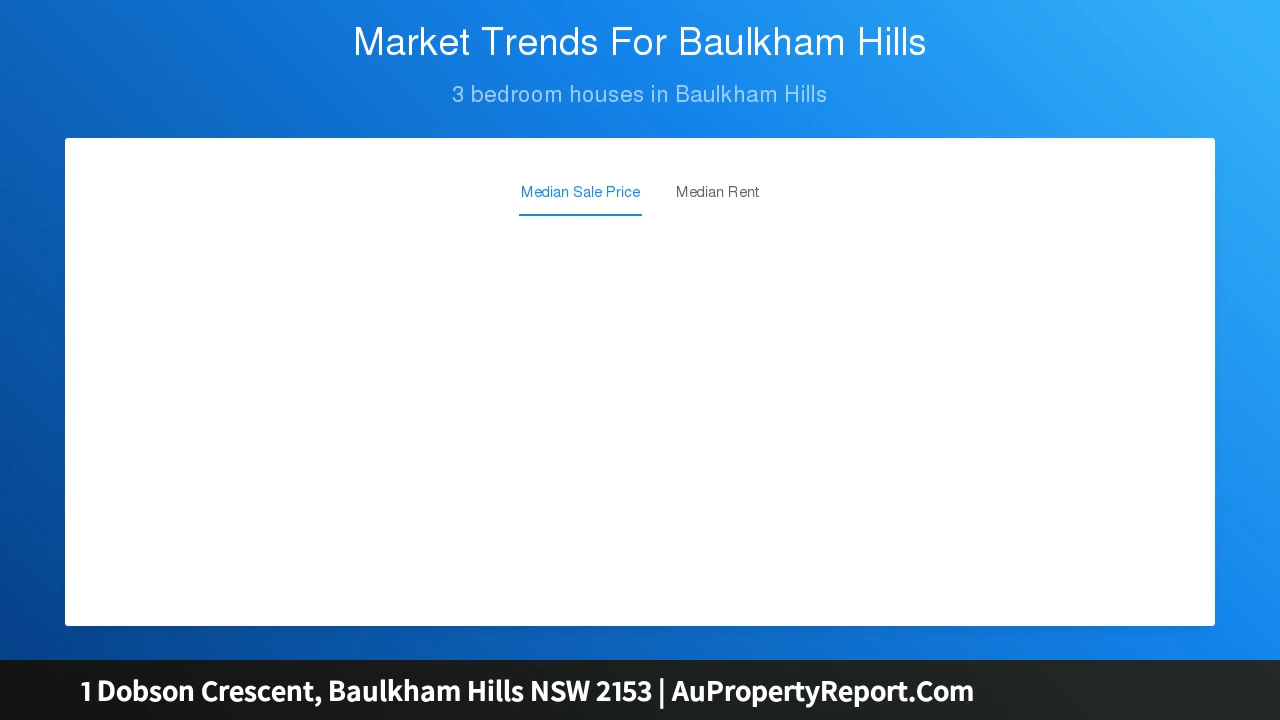 Market Trends For Baulkham Hills
3 bedroom houses in Baulkham Hills
Median Sale Price Median Rent
1 Dobson Crescent, Baulkham Hills NSW 2153 | AuPropertyReport.Com